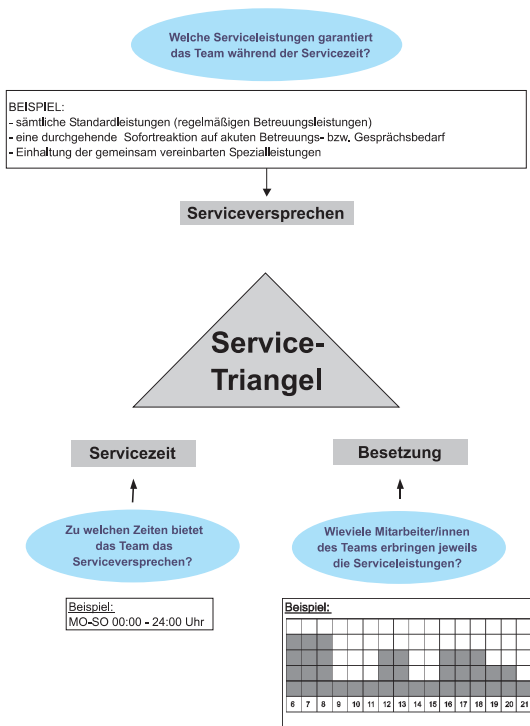 Welche Serviceleistungen garantiert
das Team während der Servicezeit?
BEISPIEL:
- sämtliche Standardleistungen (regelmäßigen Betreuungsleistungen)
- eine durchgehende Sofortreaktion auf akuten Betreuungs- bzw. Gesprächsbedarf
- Einhaltung der gemeinsam vereinbarten Spezialleistungen
Serviceversprechen
Service-
Triangel
Servicezeit
Besetzung
Zu welchen Zeiten bietet
das Team das
Serviceversprechen?
Wieviele Mitarbeiter/innen
des Teams erbringen jeweils
die Serviceleistungen?
Beispiel:
MO-SO 00:00 - 24:00 Uhr
Beispiel:
6 7 8 9 10 11 12 13 14 15 16 17 18 19 20 21